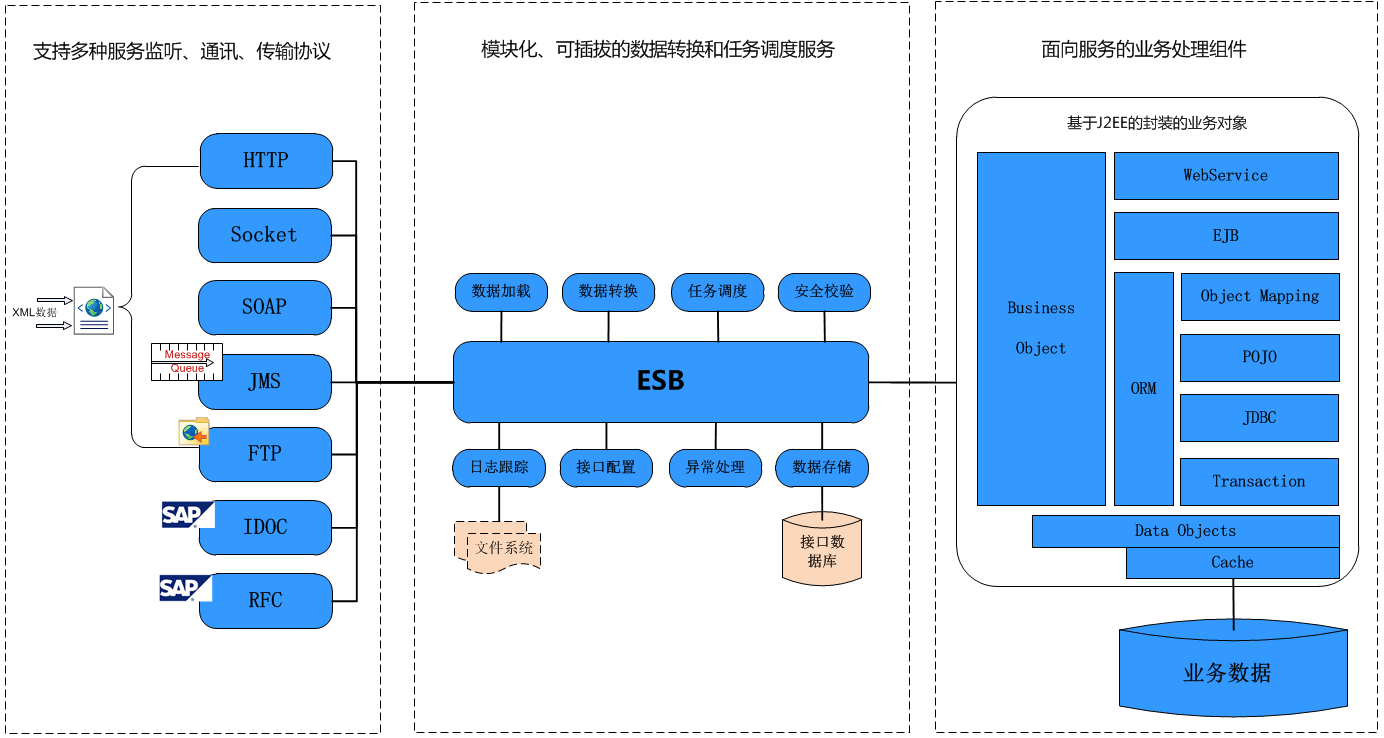 支持多种服务监听、通讯、传输协议
HTTP
Socket
SOAP
XML数据
Message
Queue
JMS
FTP
SAP
IDOC
SAP
RFC
模块化、可插拔的数据转换和任务调度服务
数据加载
数据转换
任务调度
安全校验
ESB
日志跟踪
接口配置
异常处理
数据存储
文件系统
接口数
据库
面向服务的业务处理组件
基于J2EE的封装的业务对象
Business
Object
WebService
EJB
ORM
Object Mapping
POJO
JDBC
Transaction
Data Objects
Cache
业务数据